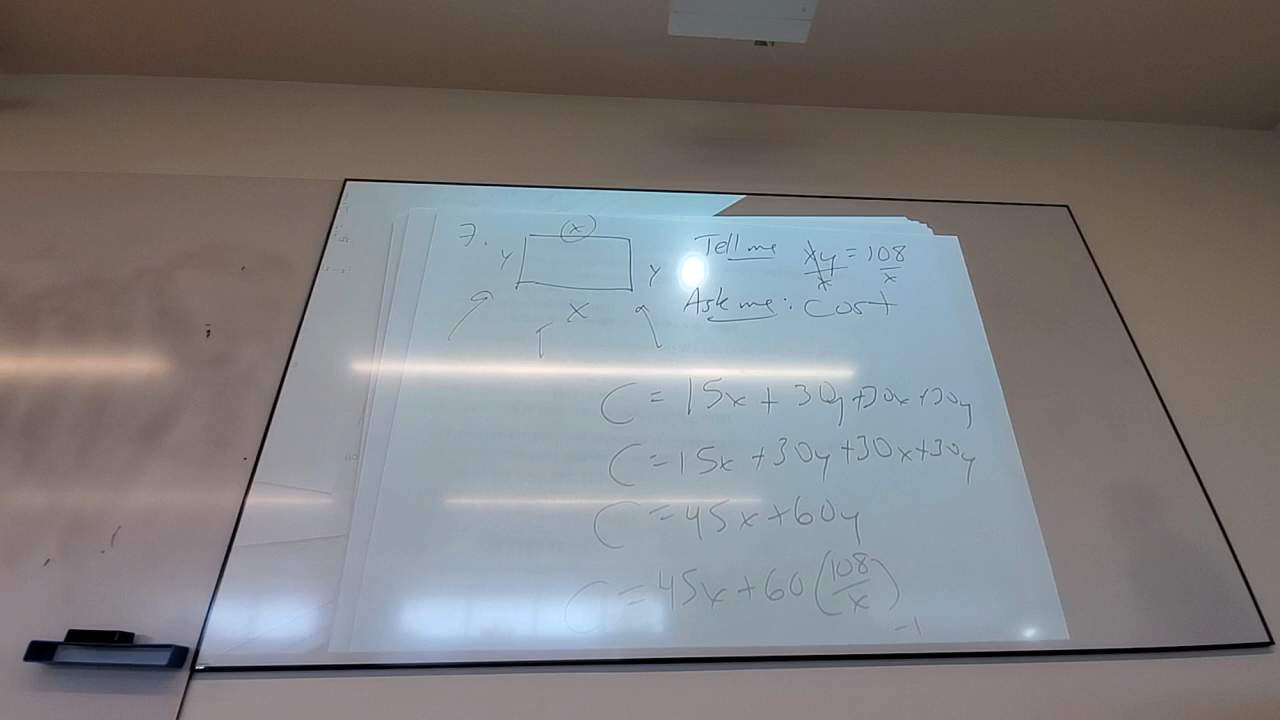 7.
x
y
y
x
Tell me xy/x = 108/x
Ask me: cost
C = 15x + 30y + 30x + 30y
C = 15x + 30y + 30x + 30y
C = 45x + 60y
C = 45x + 60(108/x)
-1